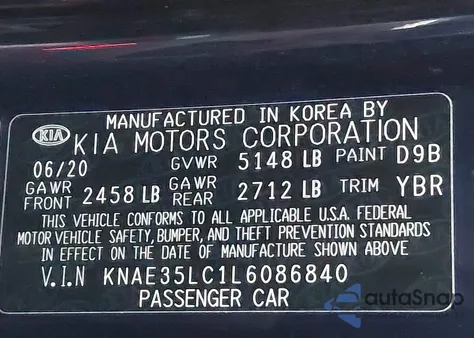 MANUFACTURED IN KOREA BY
KIA KIA MOTORS CORPORATION
06/20 GVWR 5148 LB PAINT D9B
GAWR FRONT 2458 LB GAWR REAR 2712 LB TRIM YBR
THIS VEHICLE CONFORMS TO ALL APPLICABLE U.S.A. FEDERAL
MOTOR VEHICLE SAFETY, BUMPER, AND THEFT PREVENTION STANDARDS
IN EFFECT ON THE DATE OF MANUFACTURE SHOWN ABOVE
V.I.N KNAE35LC1L6086840
PASSENGER CAR
autoSnap